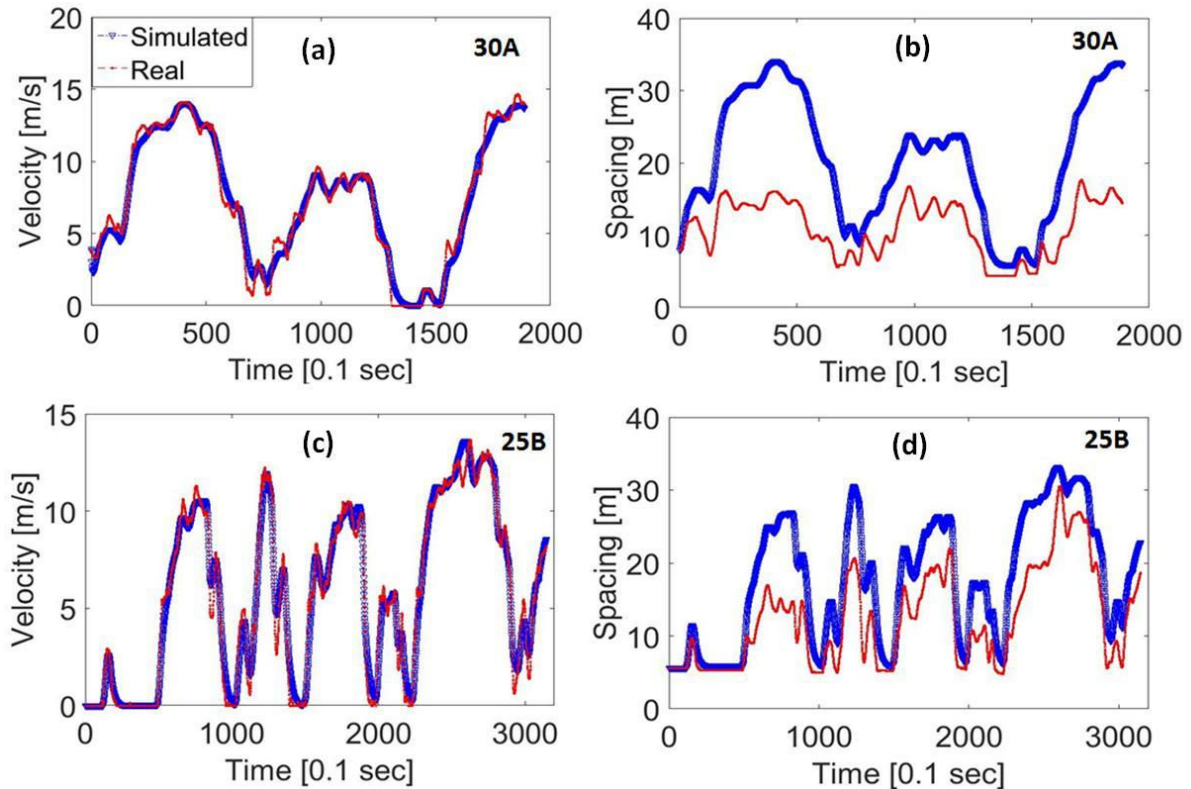 20
15
10
5
0
Velocity [m/s]
Simulated
Real
(a)
30A
0 500 1000 1500 2000
Time [0.1 sec]
40
30
20
10
0
Spacing [m]
(b)
30A
0 500 1000 1500 2000
Time [0.1 sec]
15
10
5
0
Velocity [m/s]
(c)
25B
0 1000 2000 3000
Time [0.1 sec]
40
30
20
10
0
Spacing [m]
(d)
25B
0 1000 2000 3000
Time [0.1 sec]